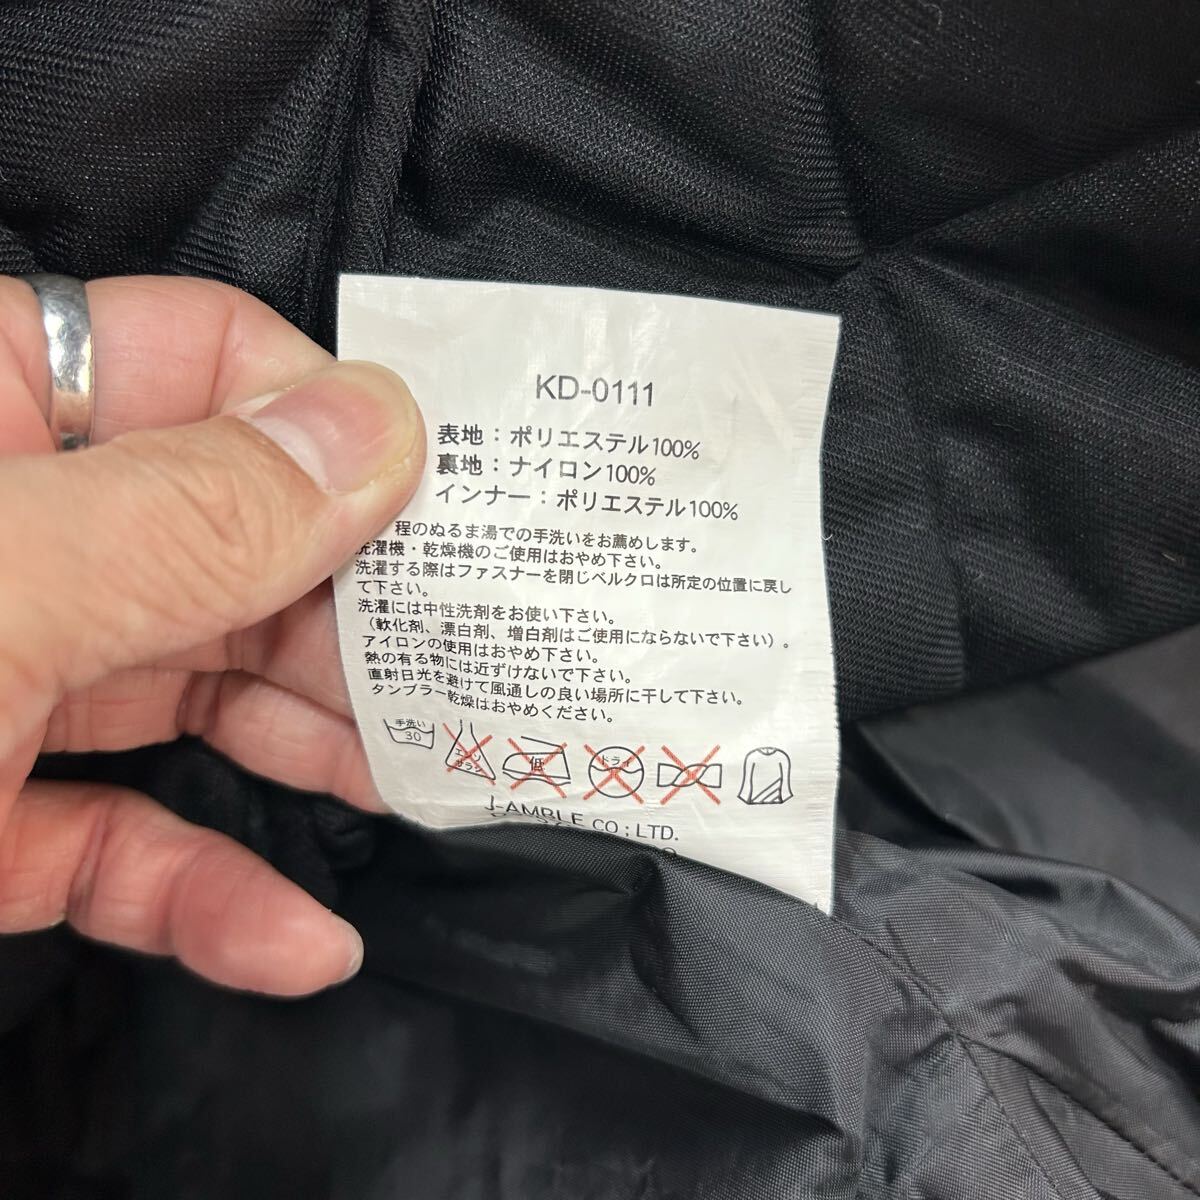 KD-0111
表地：ポリエステル100%
裏地：ナイロン100%
インナー：ポリエステル100%
程のぬるま湯での手洗いをお薦めします。
洗濯機・乾燥機のご使用はおやめ下さい。
洗濯する際はファスナーを閉じベルクロは所定の位置に戻し
て下さい。
洗濯には中性洗剤をお使い下さい。
（軟化剤、漂白剤、増白剤はご使用にならないで下さい）。
アイロンの使用はおやめ下さい。
熱の有る物には近ずけないで下さい。
直射日光を避けて風通しの良い場所に干して下さい。
タンブラー乾燥はおやめください。
手洗い
30
エンソ
サラシ
低
ドライ
J-AMBLE CO；LTD.